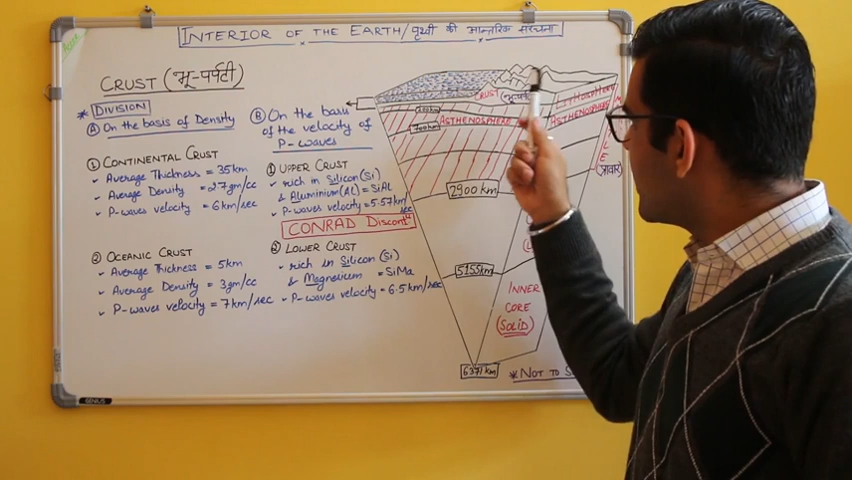 INTERIOR OF THE EARTH/पृथ्वी की आन्तरिक संरचना
CRUST (भू-पर्पटी)
* DIVISION
Ⓐ On the basis of Density
① CONTINENTAL CRUST
✓ Average Thickness = 35km
✓ Average Density = 2.7gm/cc
✓ P-waves velocity = 6km/sec
② OCEANIC CRUST
✓ Average Thickness = 5km
✓ Average Density = 3gm/cc
✓ P-waves velocity = 7km/sec
Ⓑ On the basis
of the velocity of
P-waves
① UPPER CRUST
✓ rich in Silicon (Si)
& Aluminium (AL) = SiAl
✓ P-waves velocity = 5.57km/
sec
CONRAD Discont^y
② LOWER CRUST
✓ rich in Silicon (Si)
& Magnesium = SiMa
✓ P-waves velocity = 6.5km/sec
CRUST
LITHOSPHERE
ASTHENOSPHERE
ASTHENOSPHERE
700km
2900km
(प्रावार)
5155km
INNER
CORE
(SOLID)
6371km
* NOT TO S
GENIUS